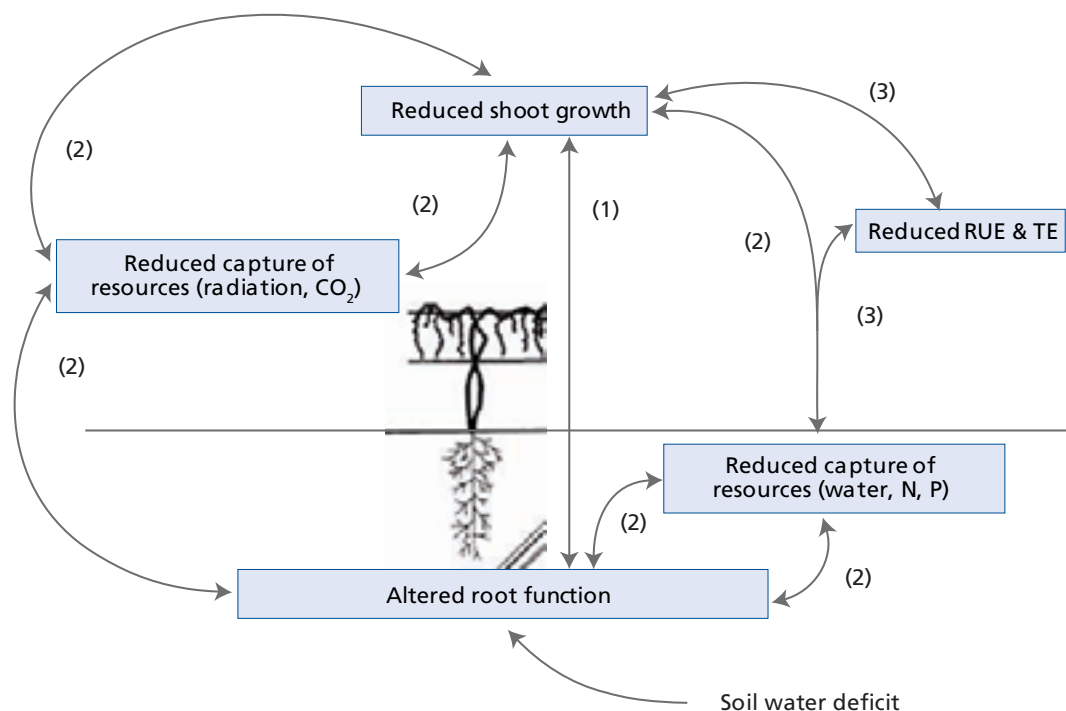 Reduced shoot growth
(3)
(2)
(2)
(1)
(2)
Reduced RUE & TE
Reduced capture of
resources (radiation, CO₂)
(3)
(2)
Reduced capture of
resources (water, N, P)
(2)
(2)
Altered root function
Soil water deficit